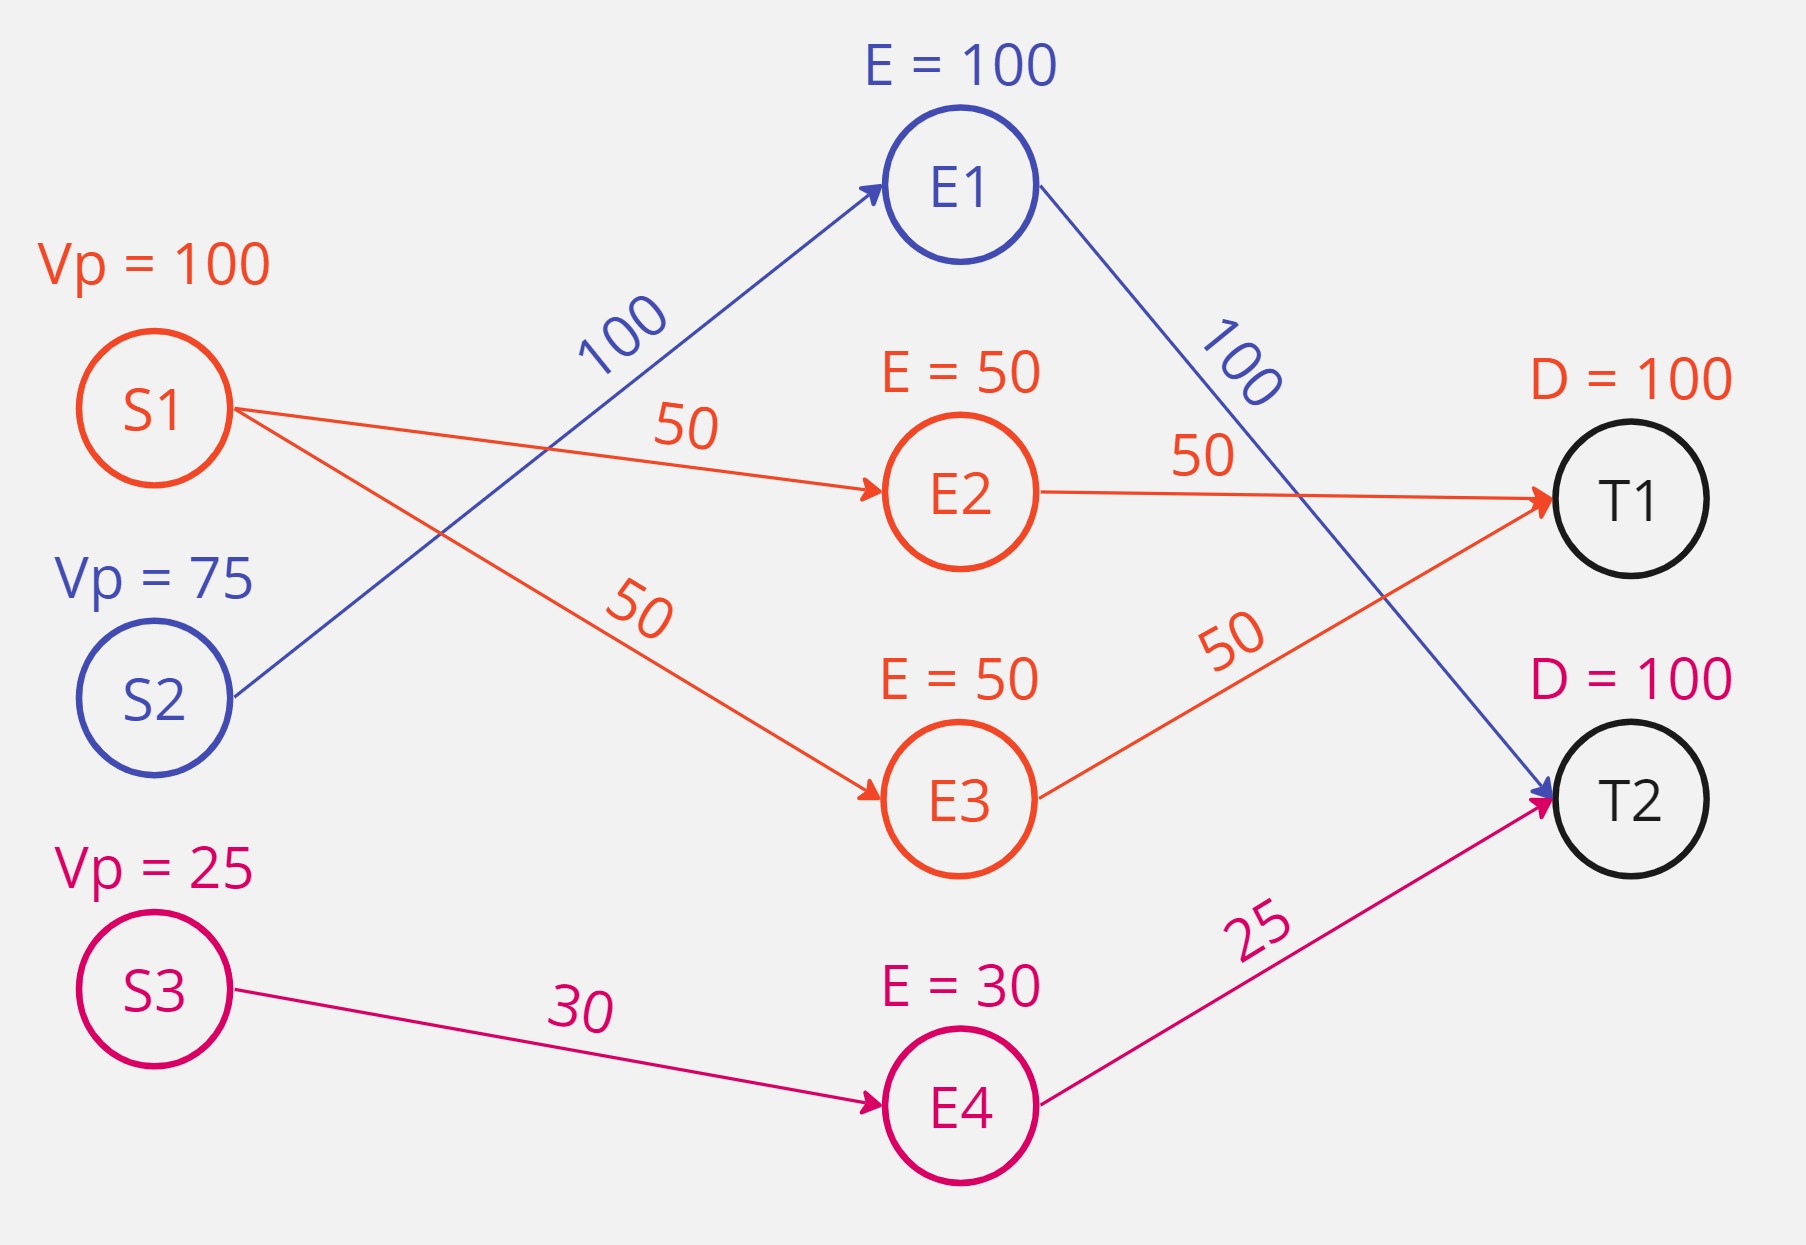 E = 100
E1
Vp = 100
S1
100
50
50
Vp = 75
S2
Vp = 25
S3
30
E = 50
E2
E = 50
E3
E = 30
E4
100
50
50
25
D = 100
T1
D = 100
T2